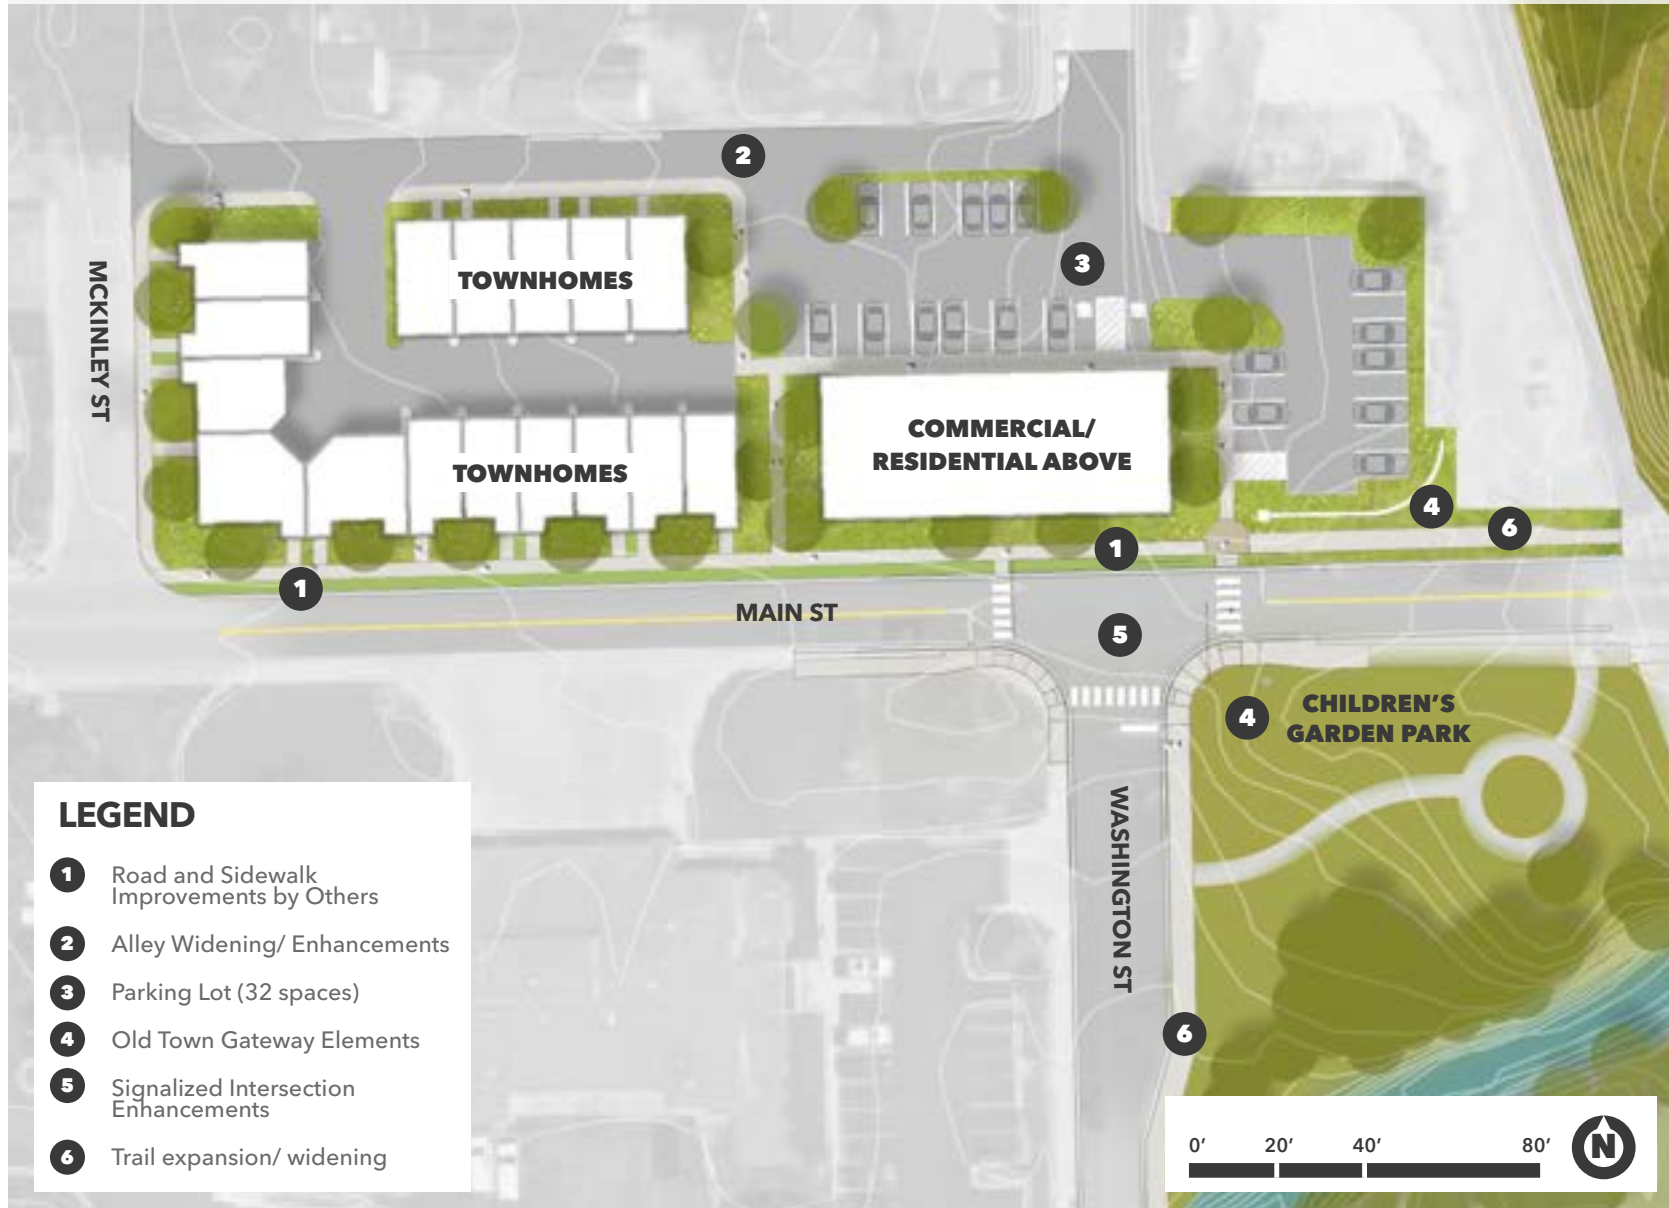 2
3
TOWNHOMES
MCKINLEY ST
COMMERCIAL/
RESIDENTIAL ABOVE
TOWNHOMES
4
6
1
1
MAIN ST
5
4
CHILDREN'S
GARDEN PARK
WASHINGTON ST
6
LEGEND
1 Road and Sidewalk
Improvements by Others
2 Alley Widening/ Enhancements
3 Parking Lot (32 spaces)
4 Old Town Gateway Elements
5 Signalized Intersection
Enhancements
6 Trail expansion/ widening
0’ 20’ 40’ 80’
N